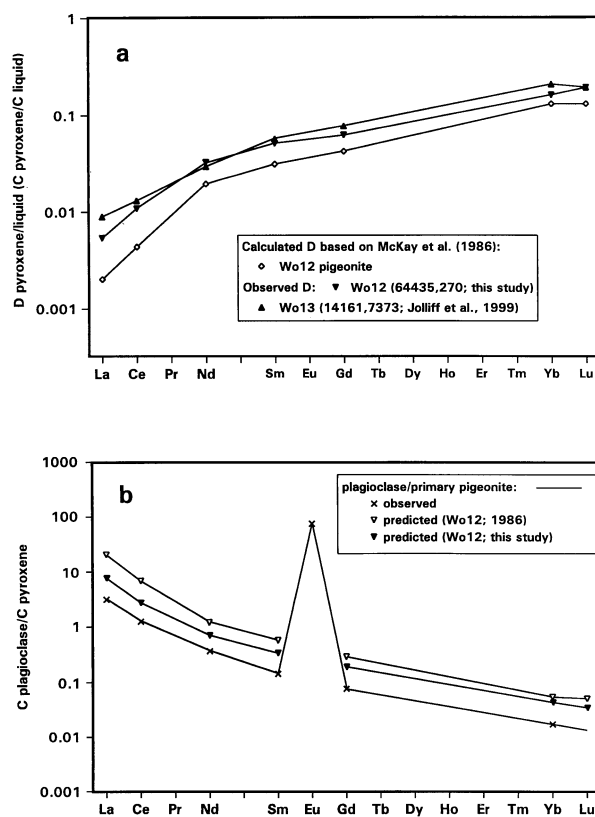 a
D pyroxene/liquid (C pyroxene/C liquid)
1
0.1
0.01
0.001
Calculated D based on McKay et al. (1986):
Wo12 pigeonite
Observed D: Wo12 (64435,270; this study)
Wo13 (14161,7373; Jolliff et al., 1999)
La Ce Pr Nd Sm Eu Gd Tb Dy Ho Er Tm Yb Lu
b
C plagioclase/C pyroxene
1000
100
10
1
0.1
0.01
0.001
plagioclase/primary pigeonite:
observed
predicted (Wo12; 1986)
predicted (Wo12; this study)
La Ce Pr Nd Sm Eu Gd Tb Dy Ho Er Tm Yb Lu